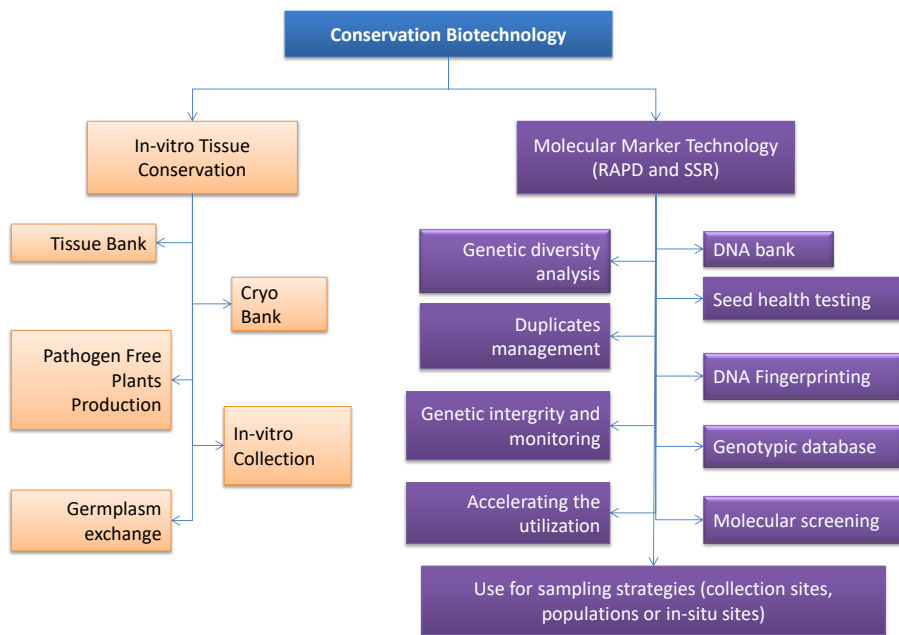 Conservation Biotechnology
In-vitro Tissue
Conservation
Molecular Marker Technology
(RAPD and SSR)
Tissue Bank
Cryo
Bank
Pathogen Free
Plants
Production
In-vitro
Collection
Germplasm
exchange
Genetic diversity
analysis
DNA bank
Seed health testing
Duplicates
management
DNA Fingerprinting
Genetic intergrity and
monitoring
Genotypic database
Accelerating the
utilization
Molecular screening
Use for sampling strategies (collection sites,
populations or in-situ sites)